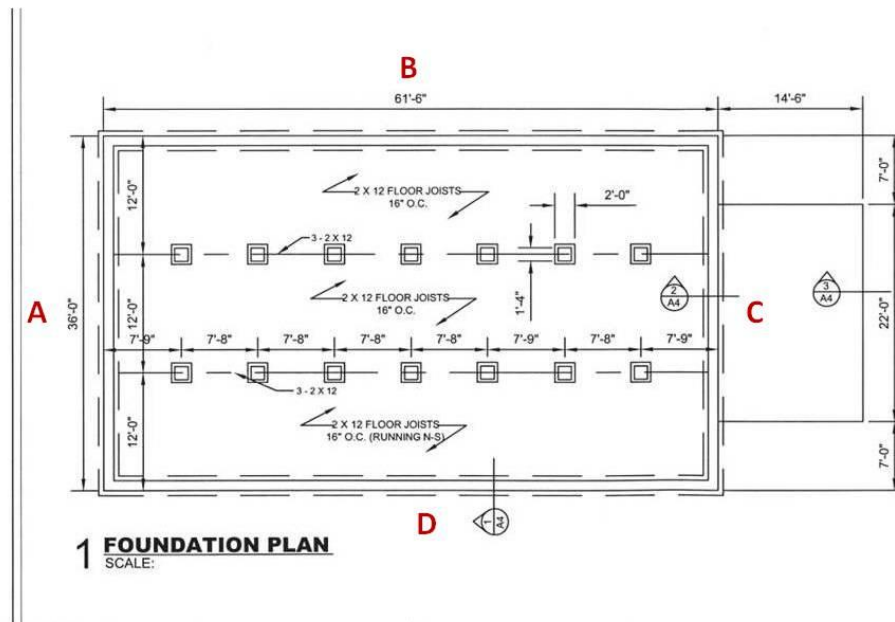 B
61'-6"
14'-6"
12'-0"
7'-0"
2 X 12 FLOOR JOISTS
16" O.C.
2'-0"
3 - 2 X 12
1'-4"
2
A4
3
A4
A
36'-0"
12'-0"
2 X 12 FLOOR JOISTS
16" O.C.
C
22'-0"
7'-9" 7'-8" 7'-8" 7'-8" 7'-8" 7'-9" 7'-8" 7'-9"
3 - 2 X 12
12'-0"
2 X 12 FLOOR JOISTS
16" O.C. (RUNNING N-S)
7'-0"
D
1
A4
1 FOUNDATION PLAN
SCALE: